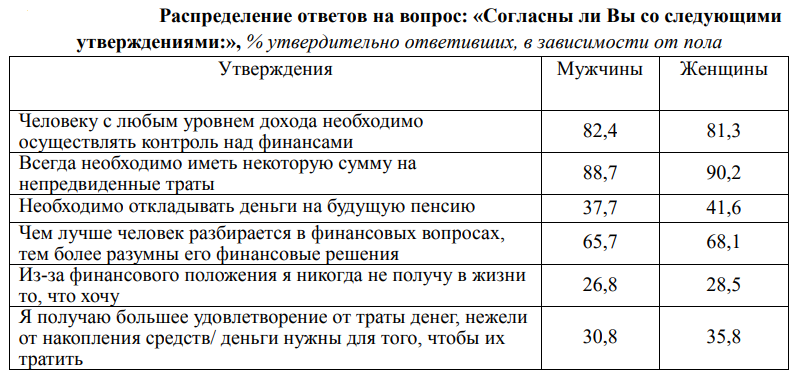 Распределение ответов на вопрос: «Согласны ли Вы со следующими
утверждениями:», % утвердительно ответивших, в зависимости от пола
Утверждения Мужчины Женщины
Человеку с любым уровнем дохода необходимо
осуществлять контроль над финансами 82,4 81,3
Всегда необходимо иметь некоторую сумму на
непредвиденные траты 88,7 90,2
Необходимо откладывать деньги на будущую пенсию 37,7 41,6
Чем лучше человек разбирается в финансовых вопросах,
тем более разумны его финансовые решения 65,7 68,1
Из-за финансового положения я никогда не получу в жизни
то, что хочу 26,8 28,5
Я получаю большее удовлетворение от траты денег, нежели
от накопления средств/ деньги нужны для того, чтобы их 30,8 35,8
тратить